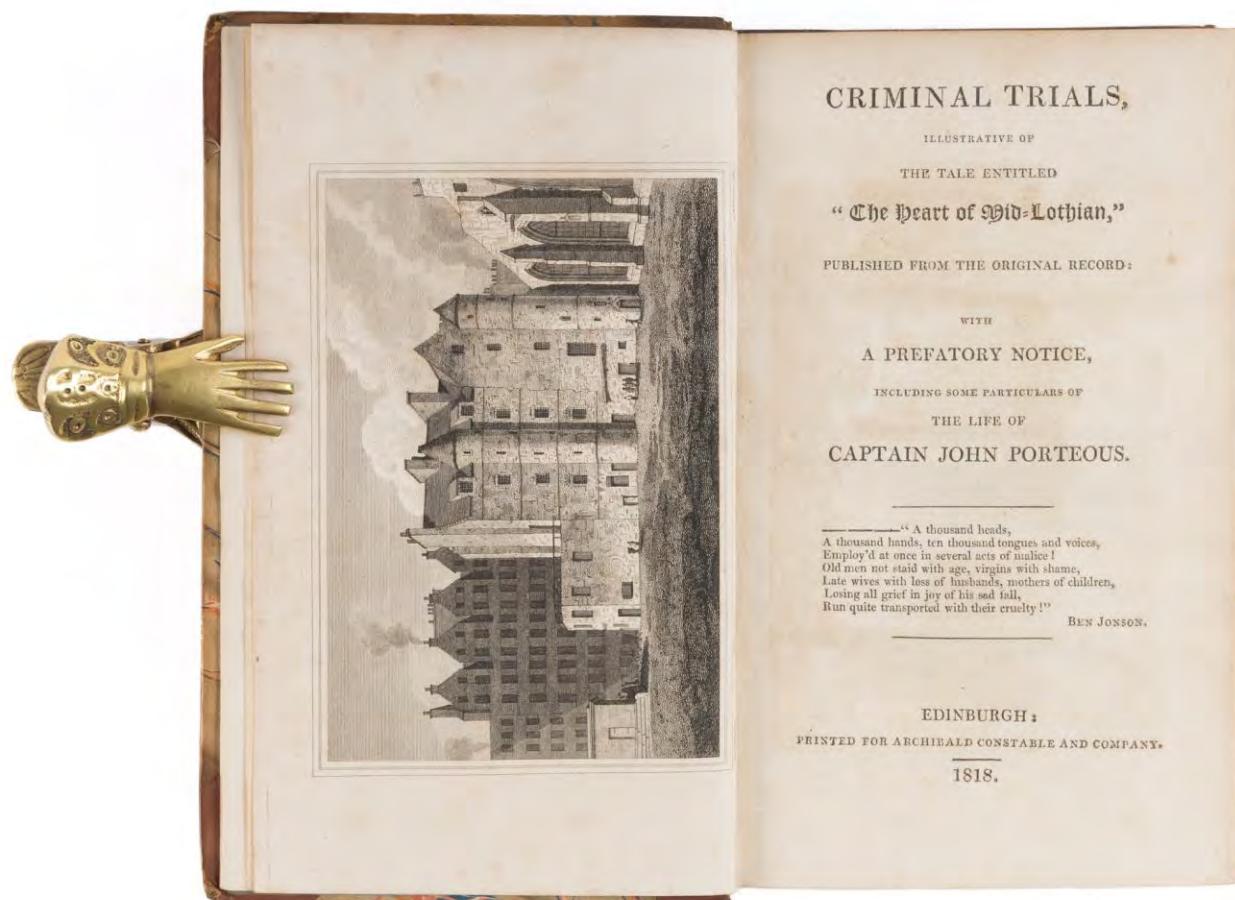 CRIMINAL TRIALS,
ILLUSTRATIVE OF
THE TALE ENTITLED
“ The Heart of Mid-Lothian,”
PUBLISHED FROM THE ORIGINAL RECORD:
WITH
A PREFATORY NOTICE,
INCLUDING SOME PARTICULARS OF
THE LIFE OF
CAPTAIN JOHN PORTEOUS.
———“ A thousand heads,
A thousand hands, ten thousand tongues and voices,
Employ'd at once in several acts of malice !
Old men not staid with age, virgins with shame,
Late wives with loss of husbands, mothers of children,
Losing all grief in joy of his sad fall,
Run quite transported with their cruelty !”
BEN JONSON.
EDINBURGH :
PRINTED FOR ARCHIBALD CONSTABLE AND COMPANY.
1818.